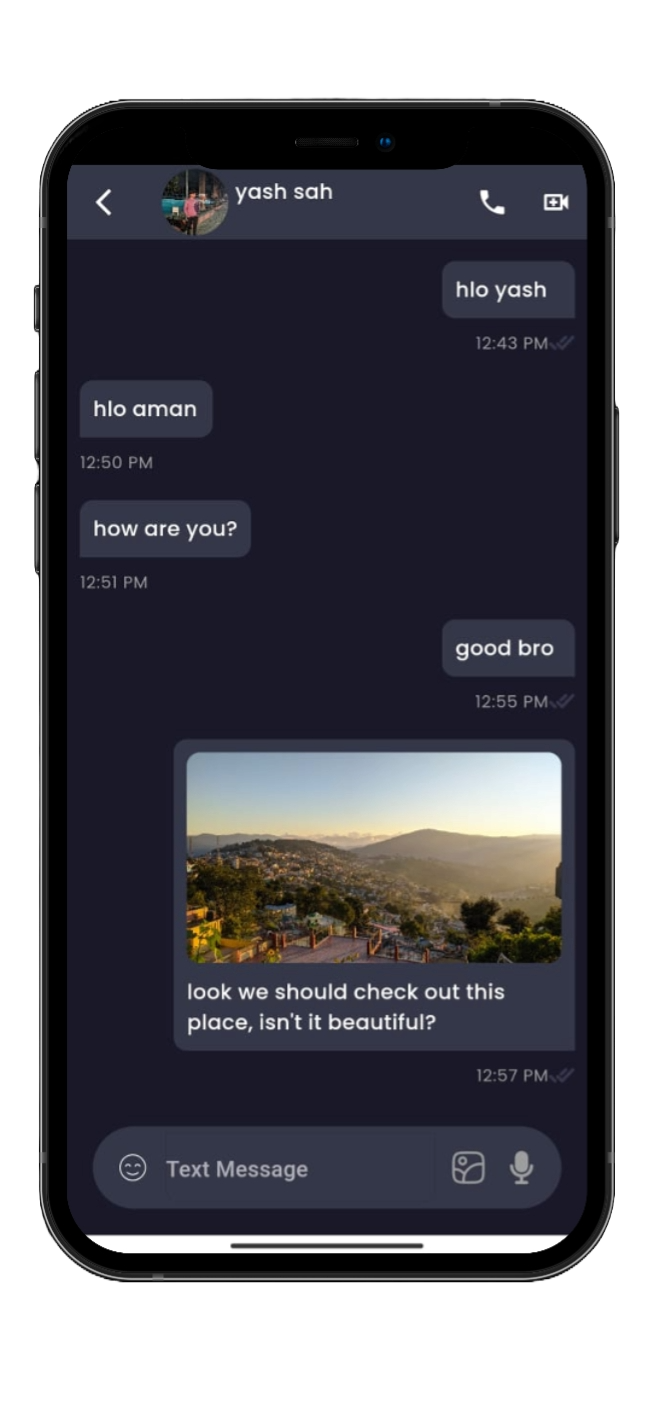 yash sah
hlo yash
12:43 PM
hlo aman
12:50 PM
how are you?
12:51 PM
good bro
12:55 PM
look we should check out this
place, isn't it beautiful?
12:57 PM
Text Message